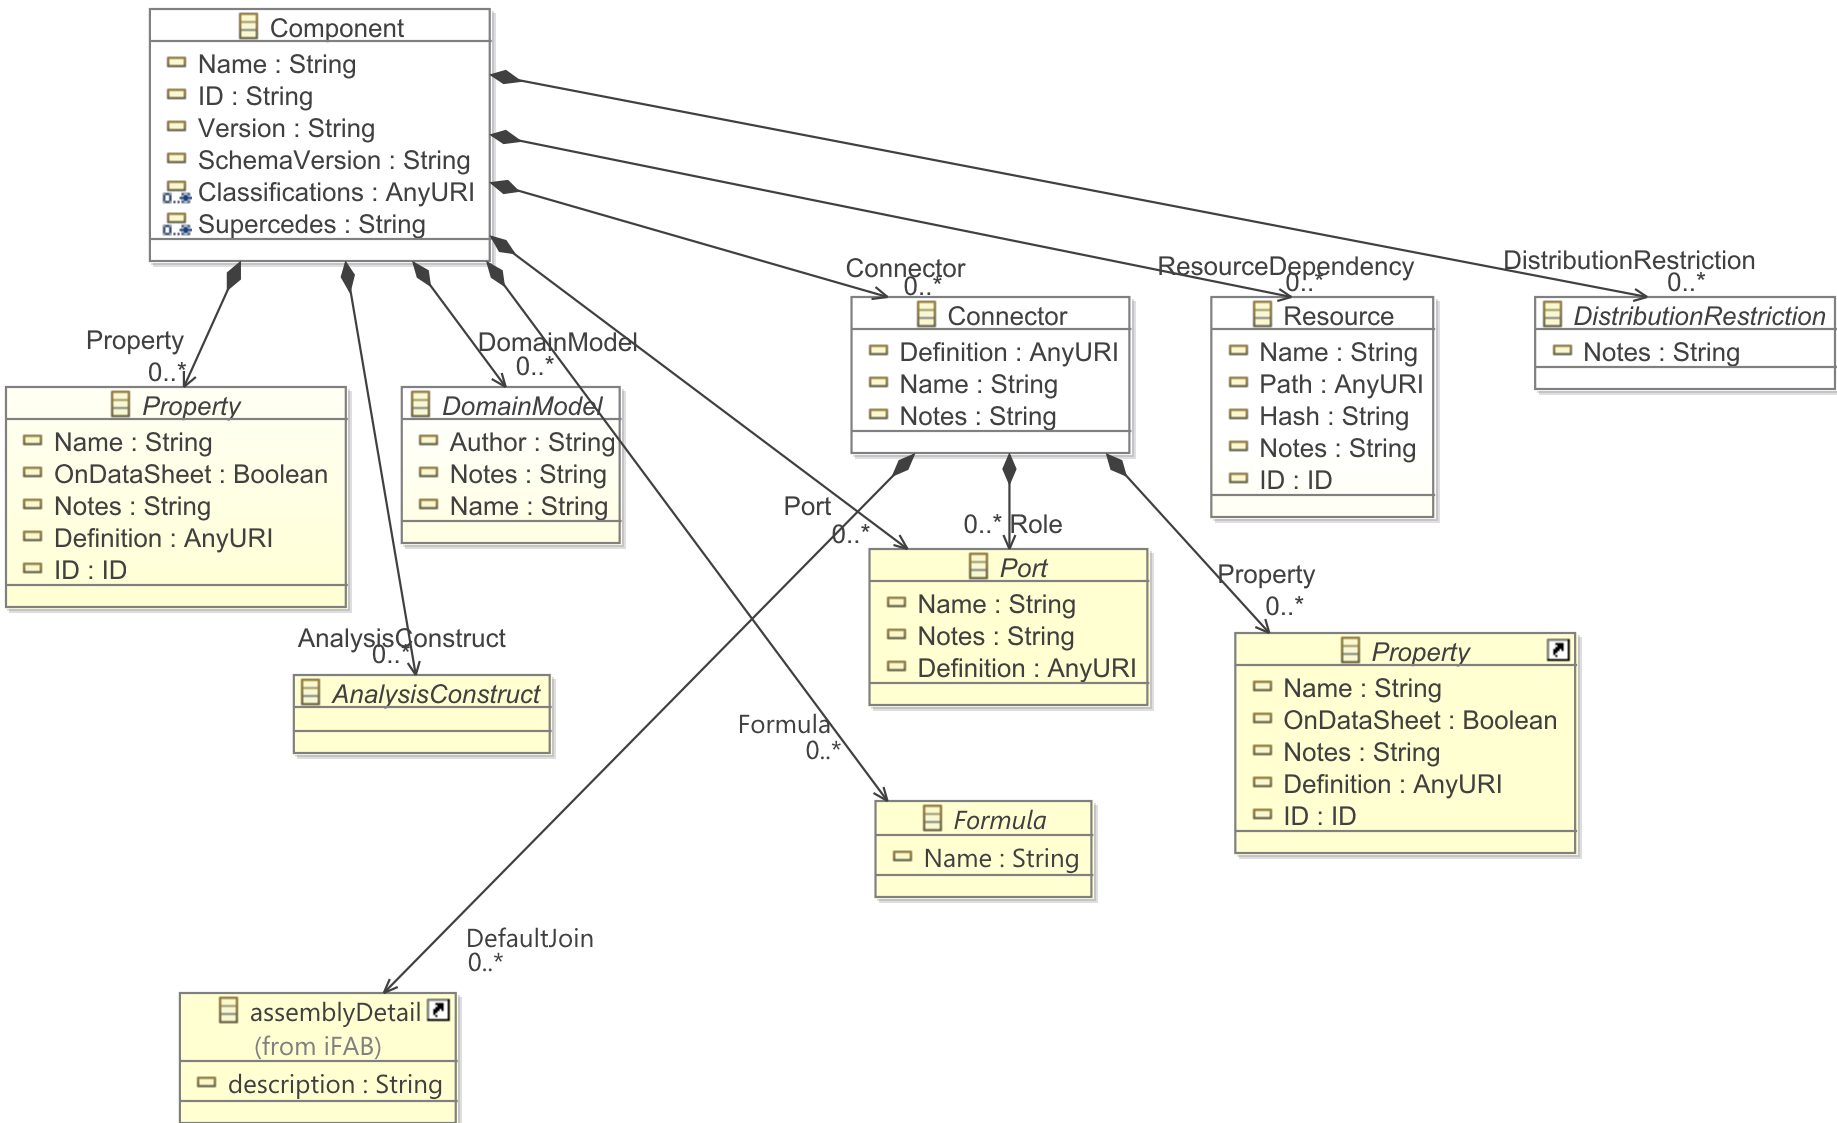 Component
Name : String
ID : String
Version : String
SchemaVersion : String
0..* Classifications : AnyURI
0..* Supercedes : String
Connector
0..*
ResourceDependency
0..*
DistributionRestriction
0..*
Property
0..*
DomainModel
0..*
Connector
Definition : AnyURI
Name : String
Notes : String
Resource
Name : String
Path : AnyURI
Hash : String
Notes : String
ID : ID
DistributionRestriction
Notes : String
Property
Name : String
OnDataSheet : Boolean
Notes : String
Definition : AnyURI
ID : ID
DomainModel
Author : String
Notes : String
Name : String
Port
0..*
0..* Role
Property
0..*
Port
Name : String
Notes : String
Definition : AnyURI
AnalysisConstruct
0..*
AnalysisConstruct
Property
Name : String
OnDataSheet : Boolean
Notes : String
Definition : AnyURI
ID : ID
Formula
0..*
Formula
Name : String
DefaultJoin
0..*
assemblyDetail
(from iFAB)
description : String